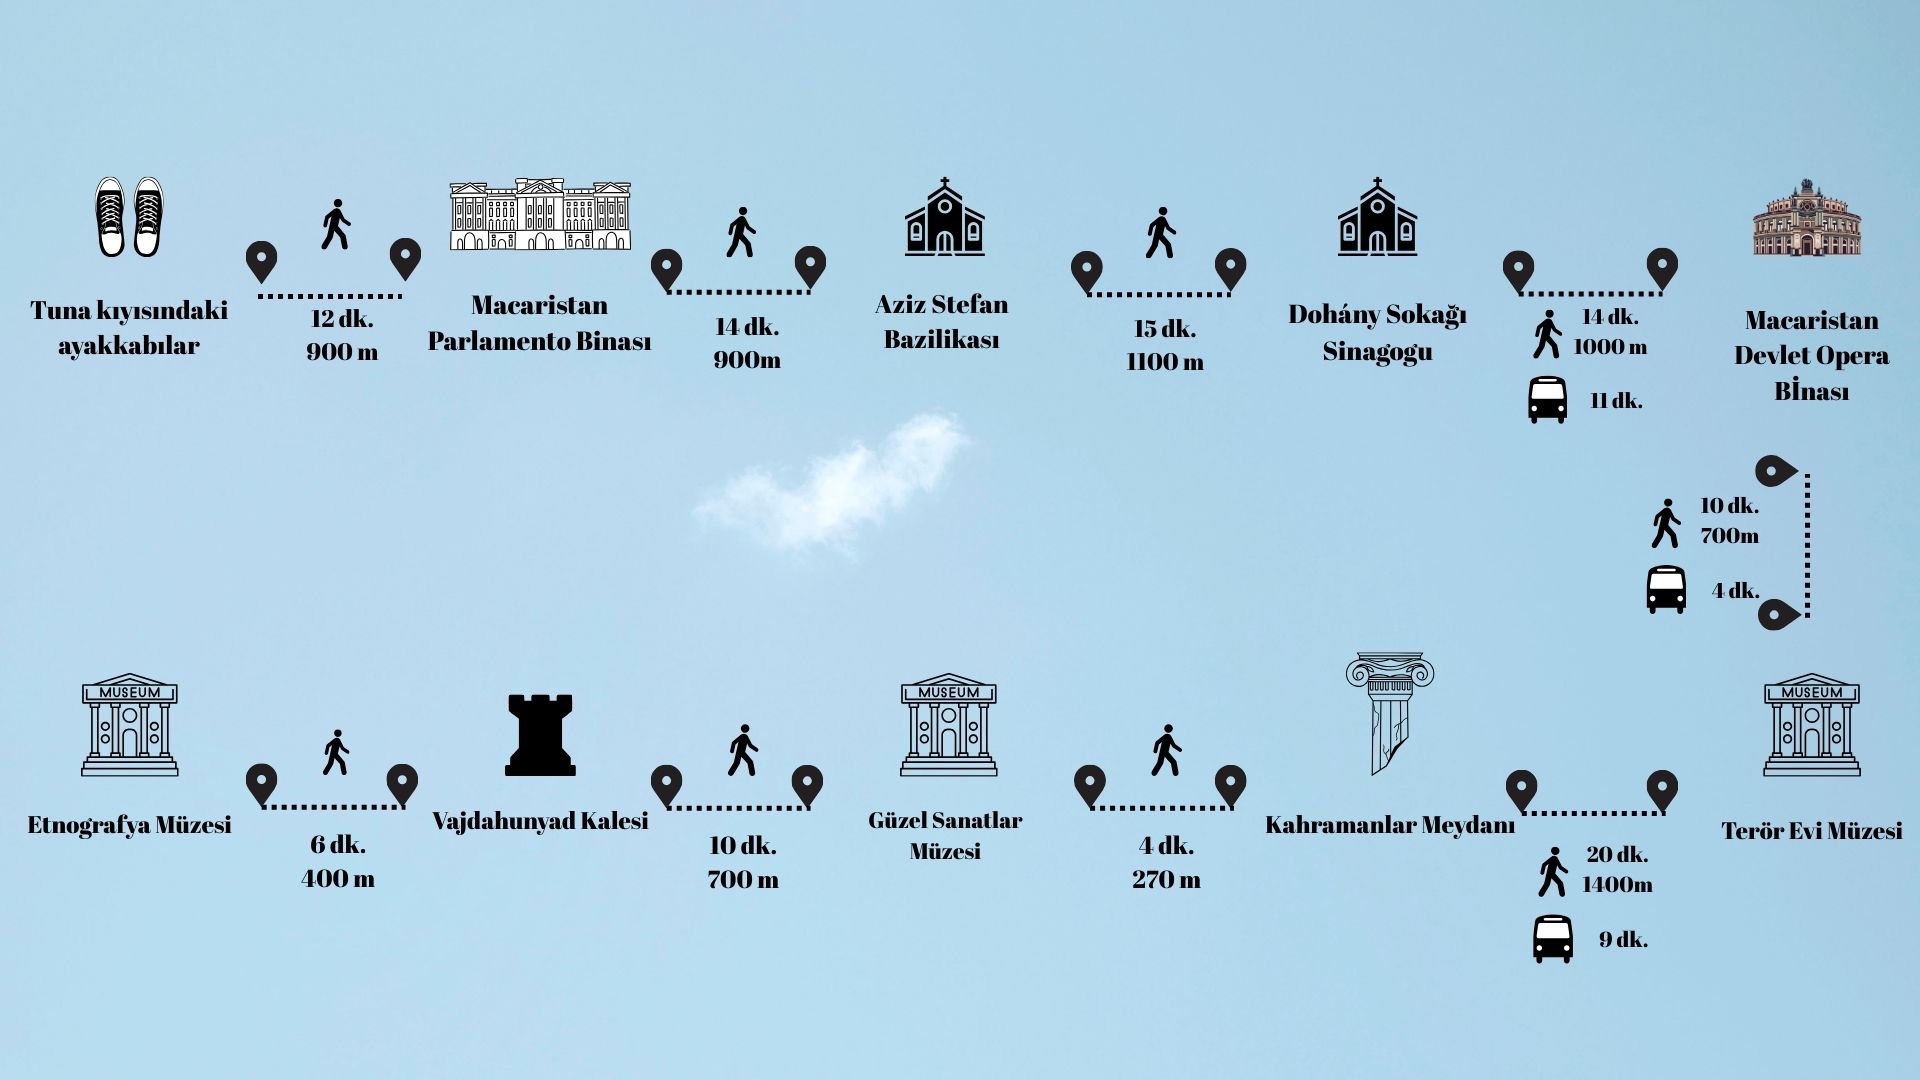 Tuna kıyısındaki
ayakkabılar
12 dk.
900 m
Macaristan
Parlamento Binası
14 dk.
900m
Aziz Stefan
Bazilikası
15 dk.
1100 m
Dohány Sokağı
Sinagogu
14 dk.
1000 m
11 dk.
Macaristan
Devlet Opera
Bİnası
10 dk.
700m
4 dk.
MUSEUM
Etnografya Müzesi
6 dk.
400 m
Vajdahunyad Kalesi
10 dk.
700 m
MUSEUM
Güzel Sanatlar
Müzesi
4 dk.
270 m
Kahramanlar Meydanı
20 dk.
1400m
9 dk.
MUSEUM
Terör Evi Müzesi